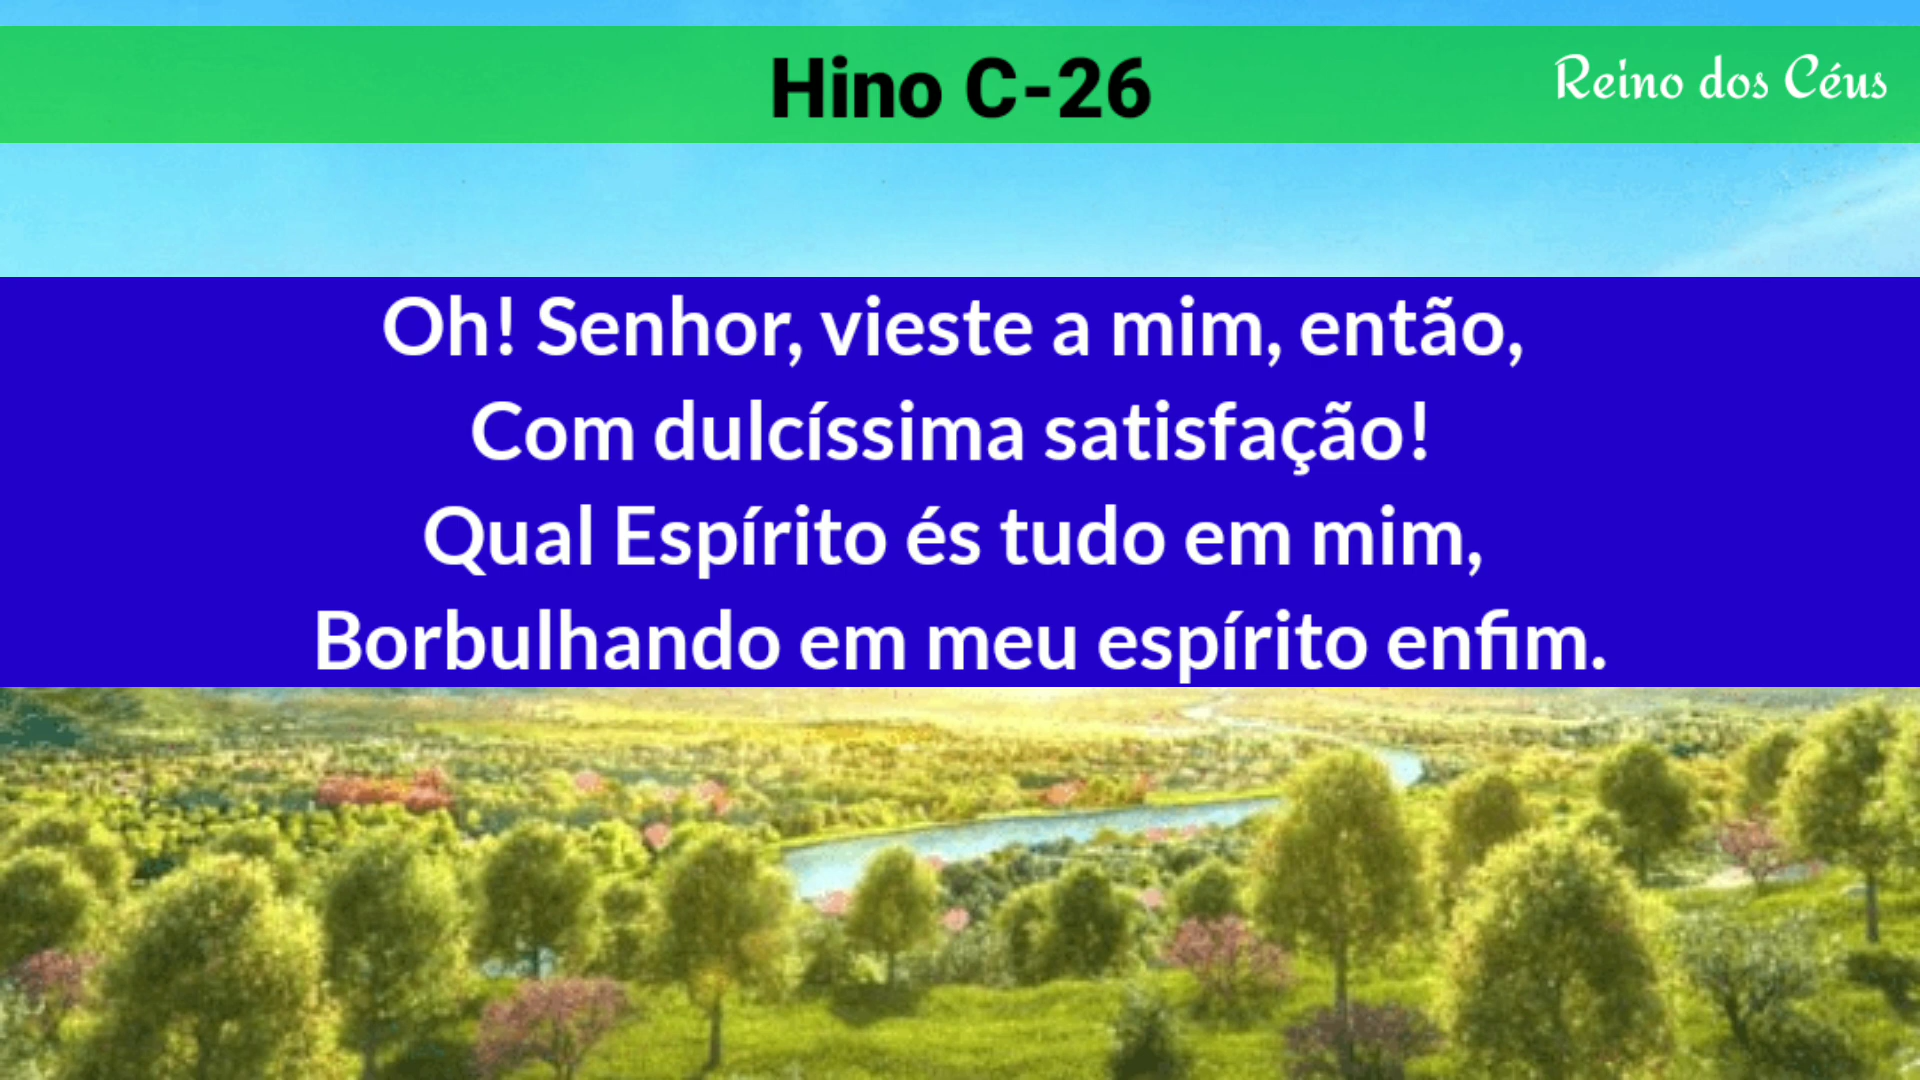 Hino C-26
Reino dos Céus
Oh! Senhor, vieste a mim, então,
Com dulcíssima satisfação!
Qual Espírito és tudo em mim,
Borbulhando em meu espírito enfim.